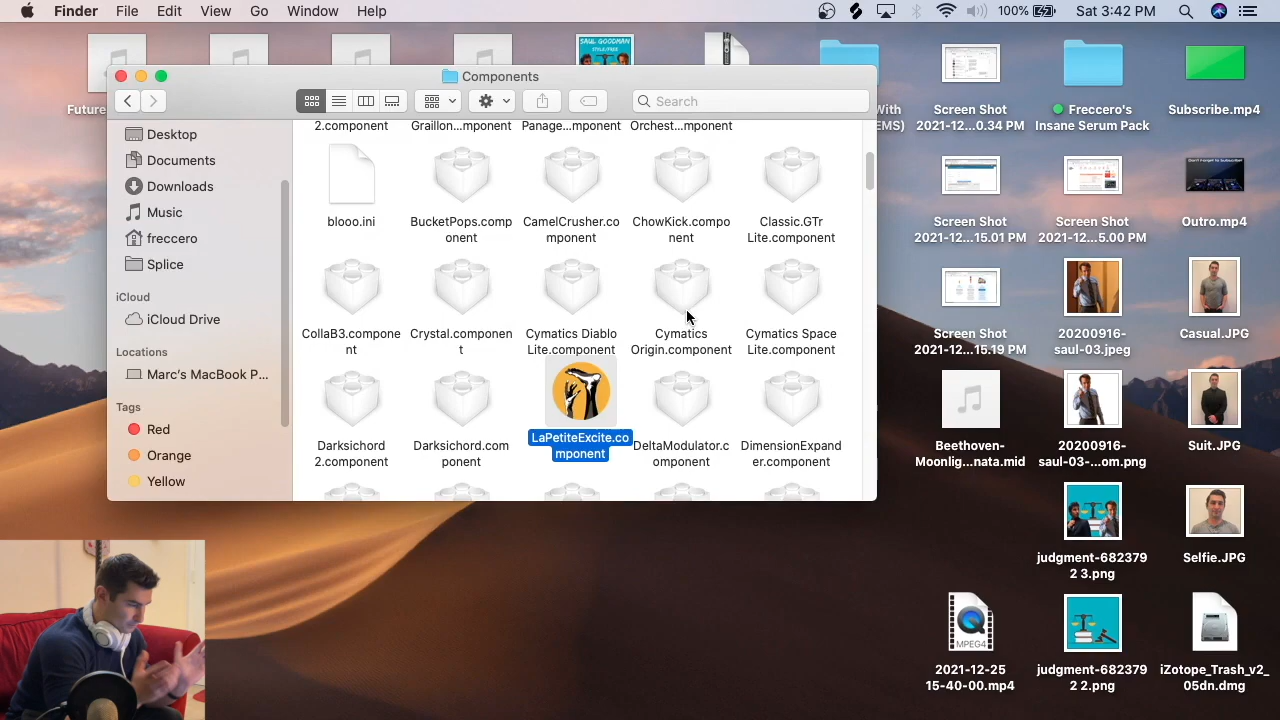 Finder File Edit View Go Window Help 100% Sat 3:42 PM
SAUL GOODMAN
STYLE/FREE
Components
Search
Desktop
Documents
Downloads
Music
freccero
Splice
iCloud
iCloud Drive
Locations
Marc's MacBook P...
Tags
Red
Orange
Yellow
2.component Graillon...mponent Panage...mponent Orchest...mponent
blooo.ini
BucketPops.comp
onent
CamelCrusher.co
mponent
ChowKick.compo
nent
Classic.GTr
Lite.component
CollaB3.compone
nt
Crystal.componen
t
Cymatics Diablo
Lite.component
Cymatics
Origin.component
Cymatics Space
Lite.component
Darksichord
2.component
Darksichord.com
ponent
LaPetiteExcite.co
mponent
DeltaModulator.c
omponent
DimensionExpand
er.component
Future
With
EMS)
Screen Shot
2021-12...0.34 PM
Freccero's
Insane Serum Pack
Subscribe.mp4
Screen Shot
2021-12...15.01 PM
Screen Shot
2021-12...5.00 PM
Outro.mp4
Screen Shot
2021-12...15.19 PM
20200916-
saul-03.jpeg
Casual.JPG
Beethoven-
Moonlig...nata.mid
20200916-
saul-03-...om.png
Suit.JPG
judgment-682379
2 3.png
Selfie.JPG
MPEG4
2021-12-25
15-40-00.mp4
judgment-682379
2 2.png
iZotope_Trash_v2_
05dn.dmg